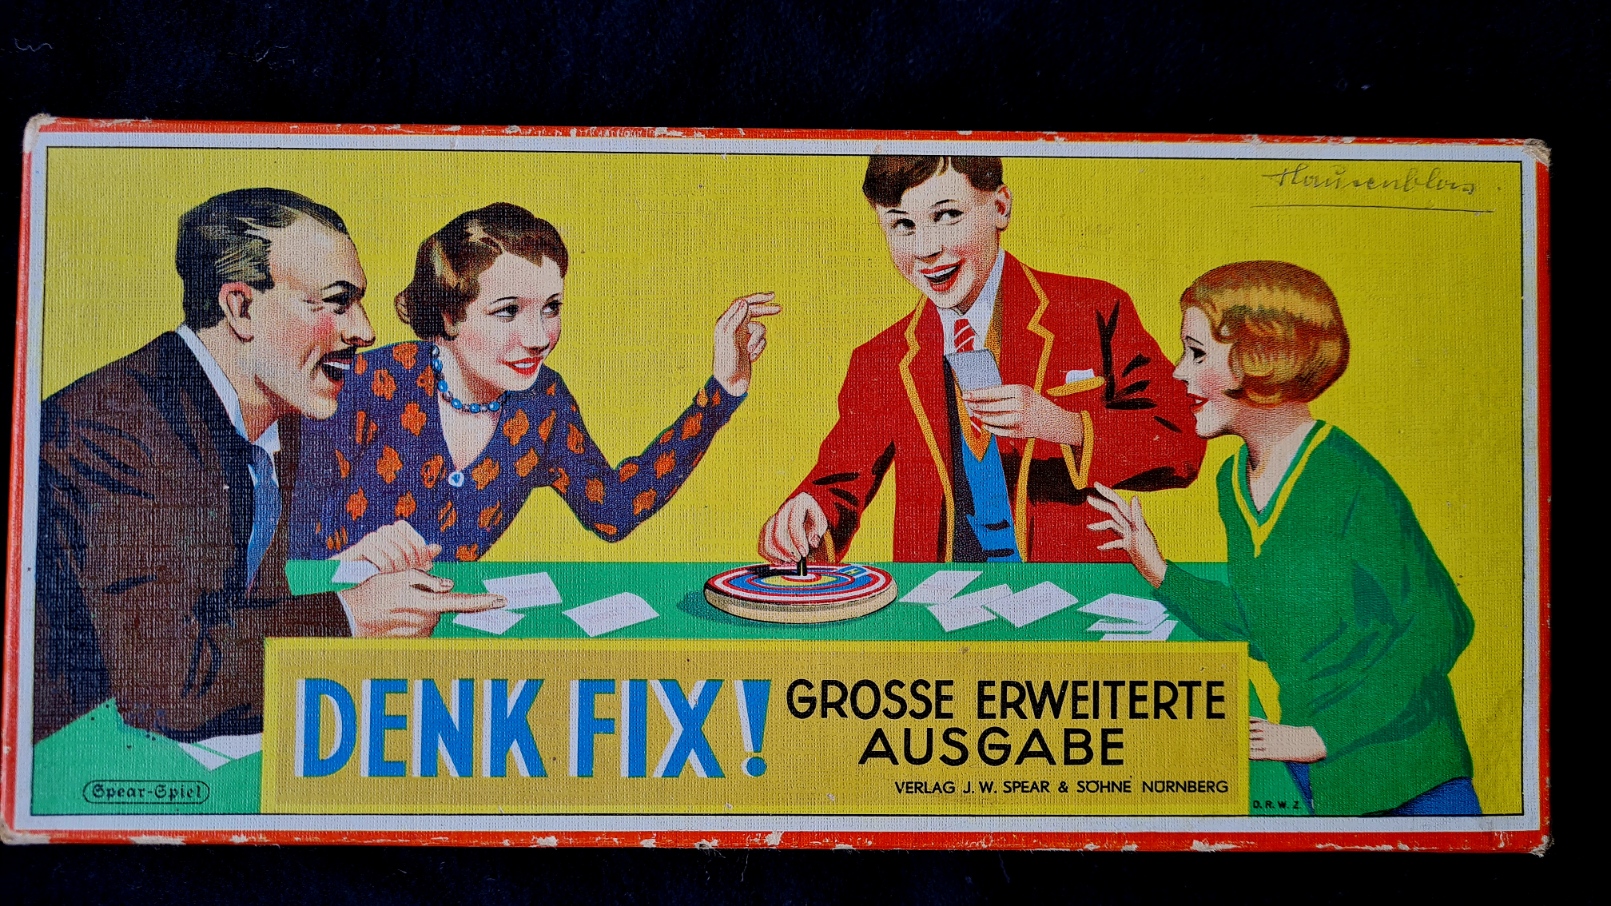 Hausenblas
DENK FIX!
GROSSE ERWEITERTE
AUSGABE
VERLAG J. W. SPEAR & SÖHNE NÜRNBERG
Spear-Spiel
D. R. W. Z.